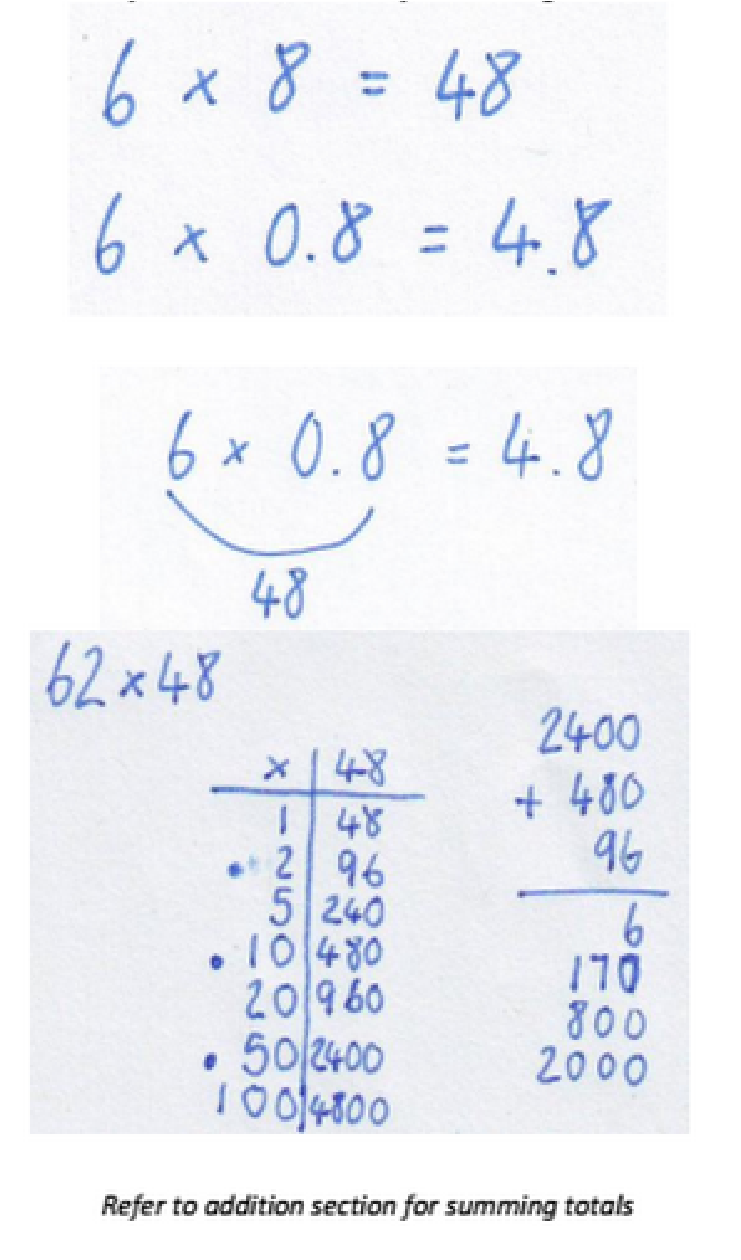 6 × 8 = 48
6 × 0.8 = 4.8
6 × 0.8 = 4.8
48
62 × 48
× | 48
1 | 48
• 2 | 96
5 | 240
• 10 | 480
20 | 960
• 50 | 2400
100 | 4800
2400
+ 480
96
6
170
800
2000
Refer to addition section for summing totals